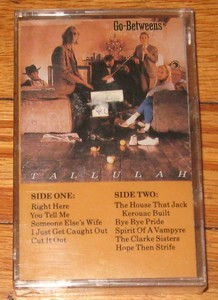 Go-Betweens
TALLULAH
SIDE ONE:
Right Here
You Tell Me
Someone Else's Wife
I Just Get Caught Out
Cut It Out
SIDE TWO:
The House That Jack
Kerouac Built
Bye Bye Pride
Spirit Of A Vampyre
The Clarke Sisters
Hope Then Strife